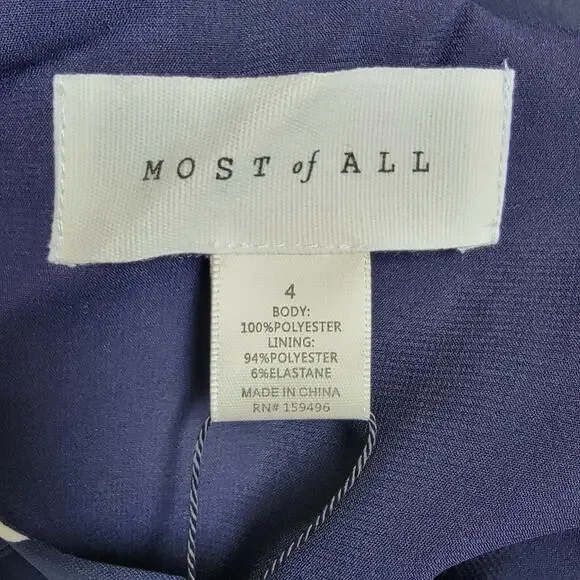 MOST of ALL
4
BODY:
100%POLYESTER
LINING:
94%POLYESTER
6%ELASTANE
MADE IN CHINA
RN# 159496